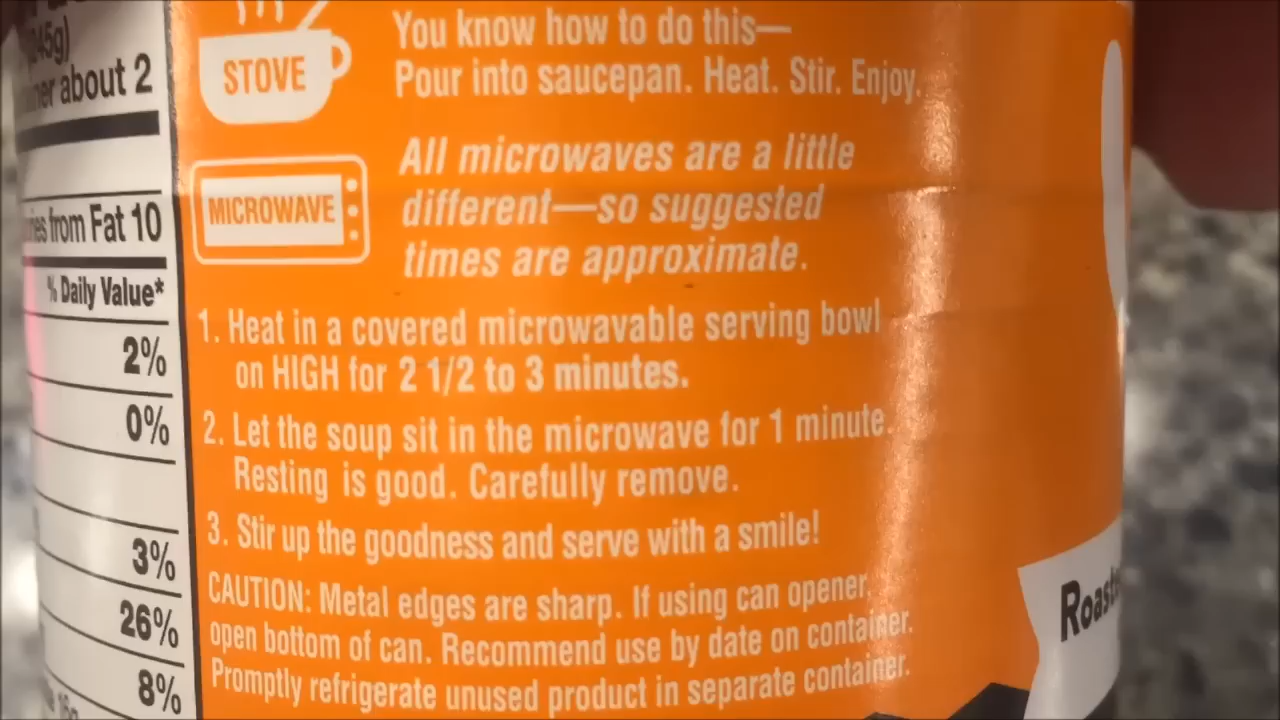 245g)
about 2
from Fat 10
% Daily Value*
2%
0%
3%
26%
8%
STOVE
You know how to do this—
Pour into saucepan. Heat. Stir. Enjoy.
MICROWAVE
All microwaves are a little
different—so suggested
times are approximate.
1. Heat in a covered microwavable serving bowl
on HIGH for 2 1/2 to 3 minutes.
2. Let the soup sit in the microwave for 1 minute.
Resting is good. Carefully remove.
3. Stir up the goodness and serve with a smile!
CAUTION: Metal edges are sharp. If using can opener,
open bottom of can. Recommend use by date on container.
Promptly refrigerate unused product in separate container.